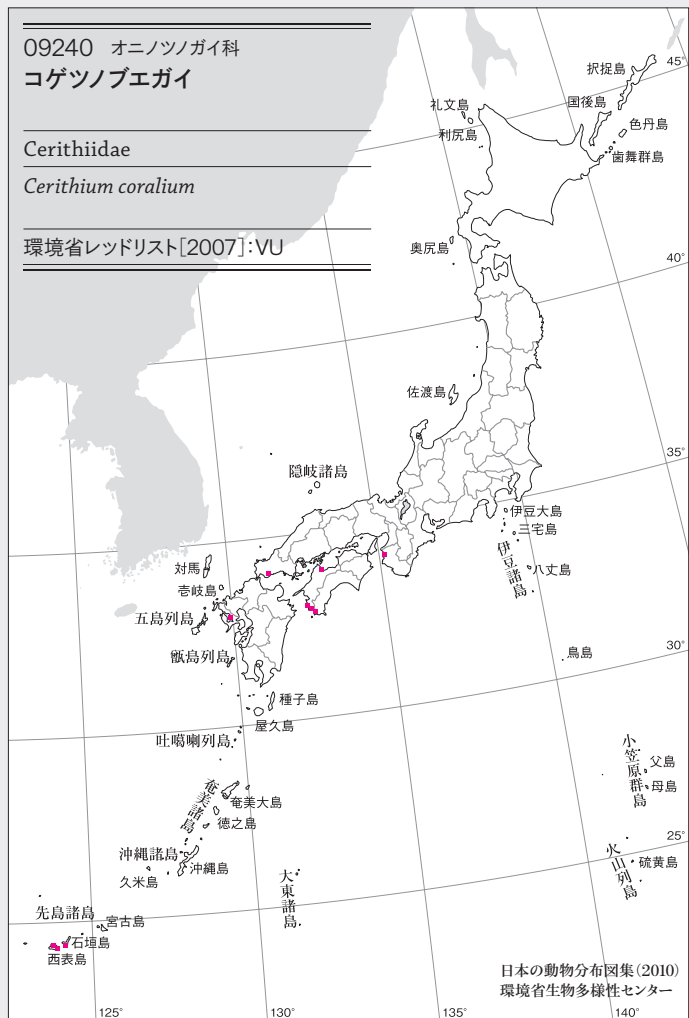 09240 オニノツノガイ科
コゲツノブエガイ
Cerithiidae
Cerithium coralium
環境省レッドリスト[2007]:VU
択捉島
45°
国後島
礼文島
色丹島
利尻島
歯舞群島
奥尻島
40°
佐渡島
35°
隠岐諸島
伊豆大島
三宅島
伊豆諸島
八丈島
対馬
壱岐島
五島列島
甑島列島
鳥島
30°
種子島
屋久島
吐噶喇列島
小笠原群島
父島
母島
奄美諸島
奄美大島
徳之島
25°
沖縄諸島
沖縄島
久米島
大東諸島
火山列島
硫黄島
先島諸島
宮古島
石垣島
西表島
日本の動物分布図集(2010)
環境省生物多様性センター
125°
130°
135°
140°